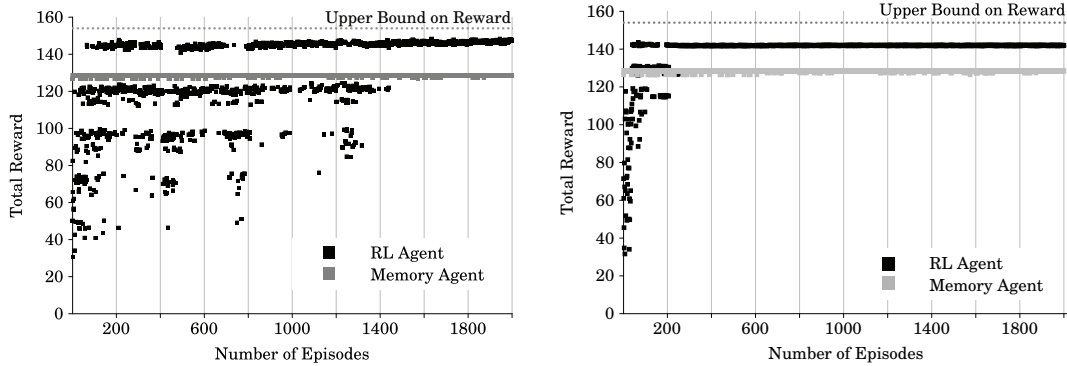 160
Upper Bound on Reward
140
120
100
80
60
40
20
0
Total Reward
RL Agent
Memory Agent
200
600
1000
1400
1800
Number of Episodes
160
Upper Bound on Reward
140
120
100
80
60
40
20
0
Total Reward
RL Agent
Memory Agent
200
600
1000
1400
1800
Number of Episodes